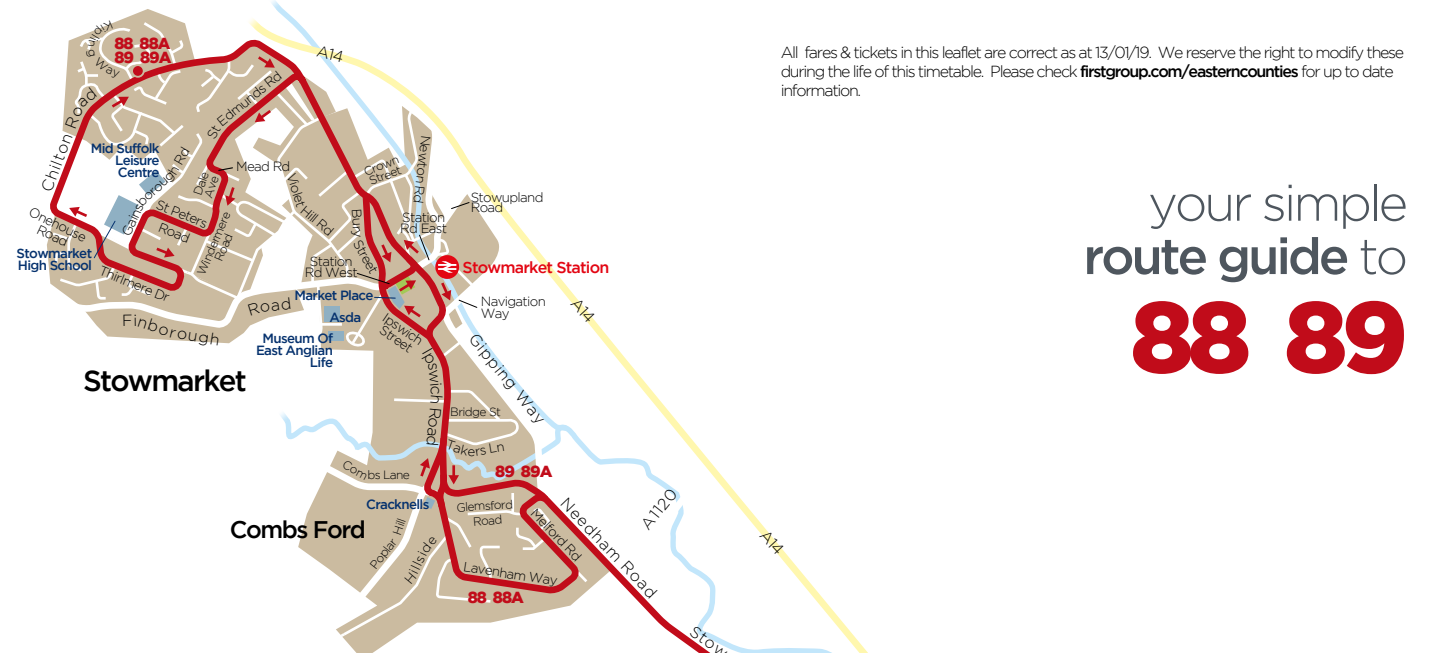 Kipling
Way
88 88A
89 89A
A14
All fares & tickets in this leaflet are correct as at 13/01/19. We reserve the right to modify these
during the life of this timetable. Please check firstgroup.com/easterncounties for up to date
information.
Chilton Road
St Edmunds Rd
Mid Suffolk
Leisure
Centre
Gainsborough Rd
Dale
Ave
Mead Rd
Crown
Street
Newton Rd
Violet Hill Rd
Stowupland
Road
your simple
route guide to
88 89
St Peters
Road
Onehouse
Road
Windermere
Road
Bury Street
Station
Rd East
Stowmarket
High School
Station
Rd West
Stowmarket Station
Thirlmere Dr
Market Place
Navigation
Way
A14
Finborough Road
Asda
Ipswich
Street
Museum Of
East Anglian
Life
Gipping Way
Stowmarket
Ipswich Road
Bridge St
Takers Ln
Combs Lane
89 89A
Cracknells
Glemsford
Road
A1120
Combs Ford
Poplar Hill
Melford Rd
Needham Road
A14
Hillside
Lavenham Way
88 88A
Stow